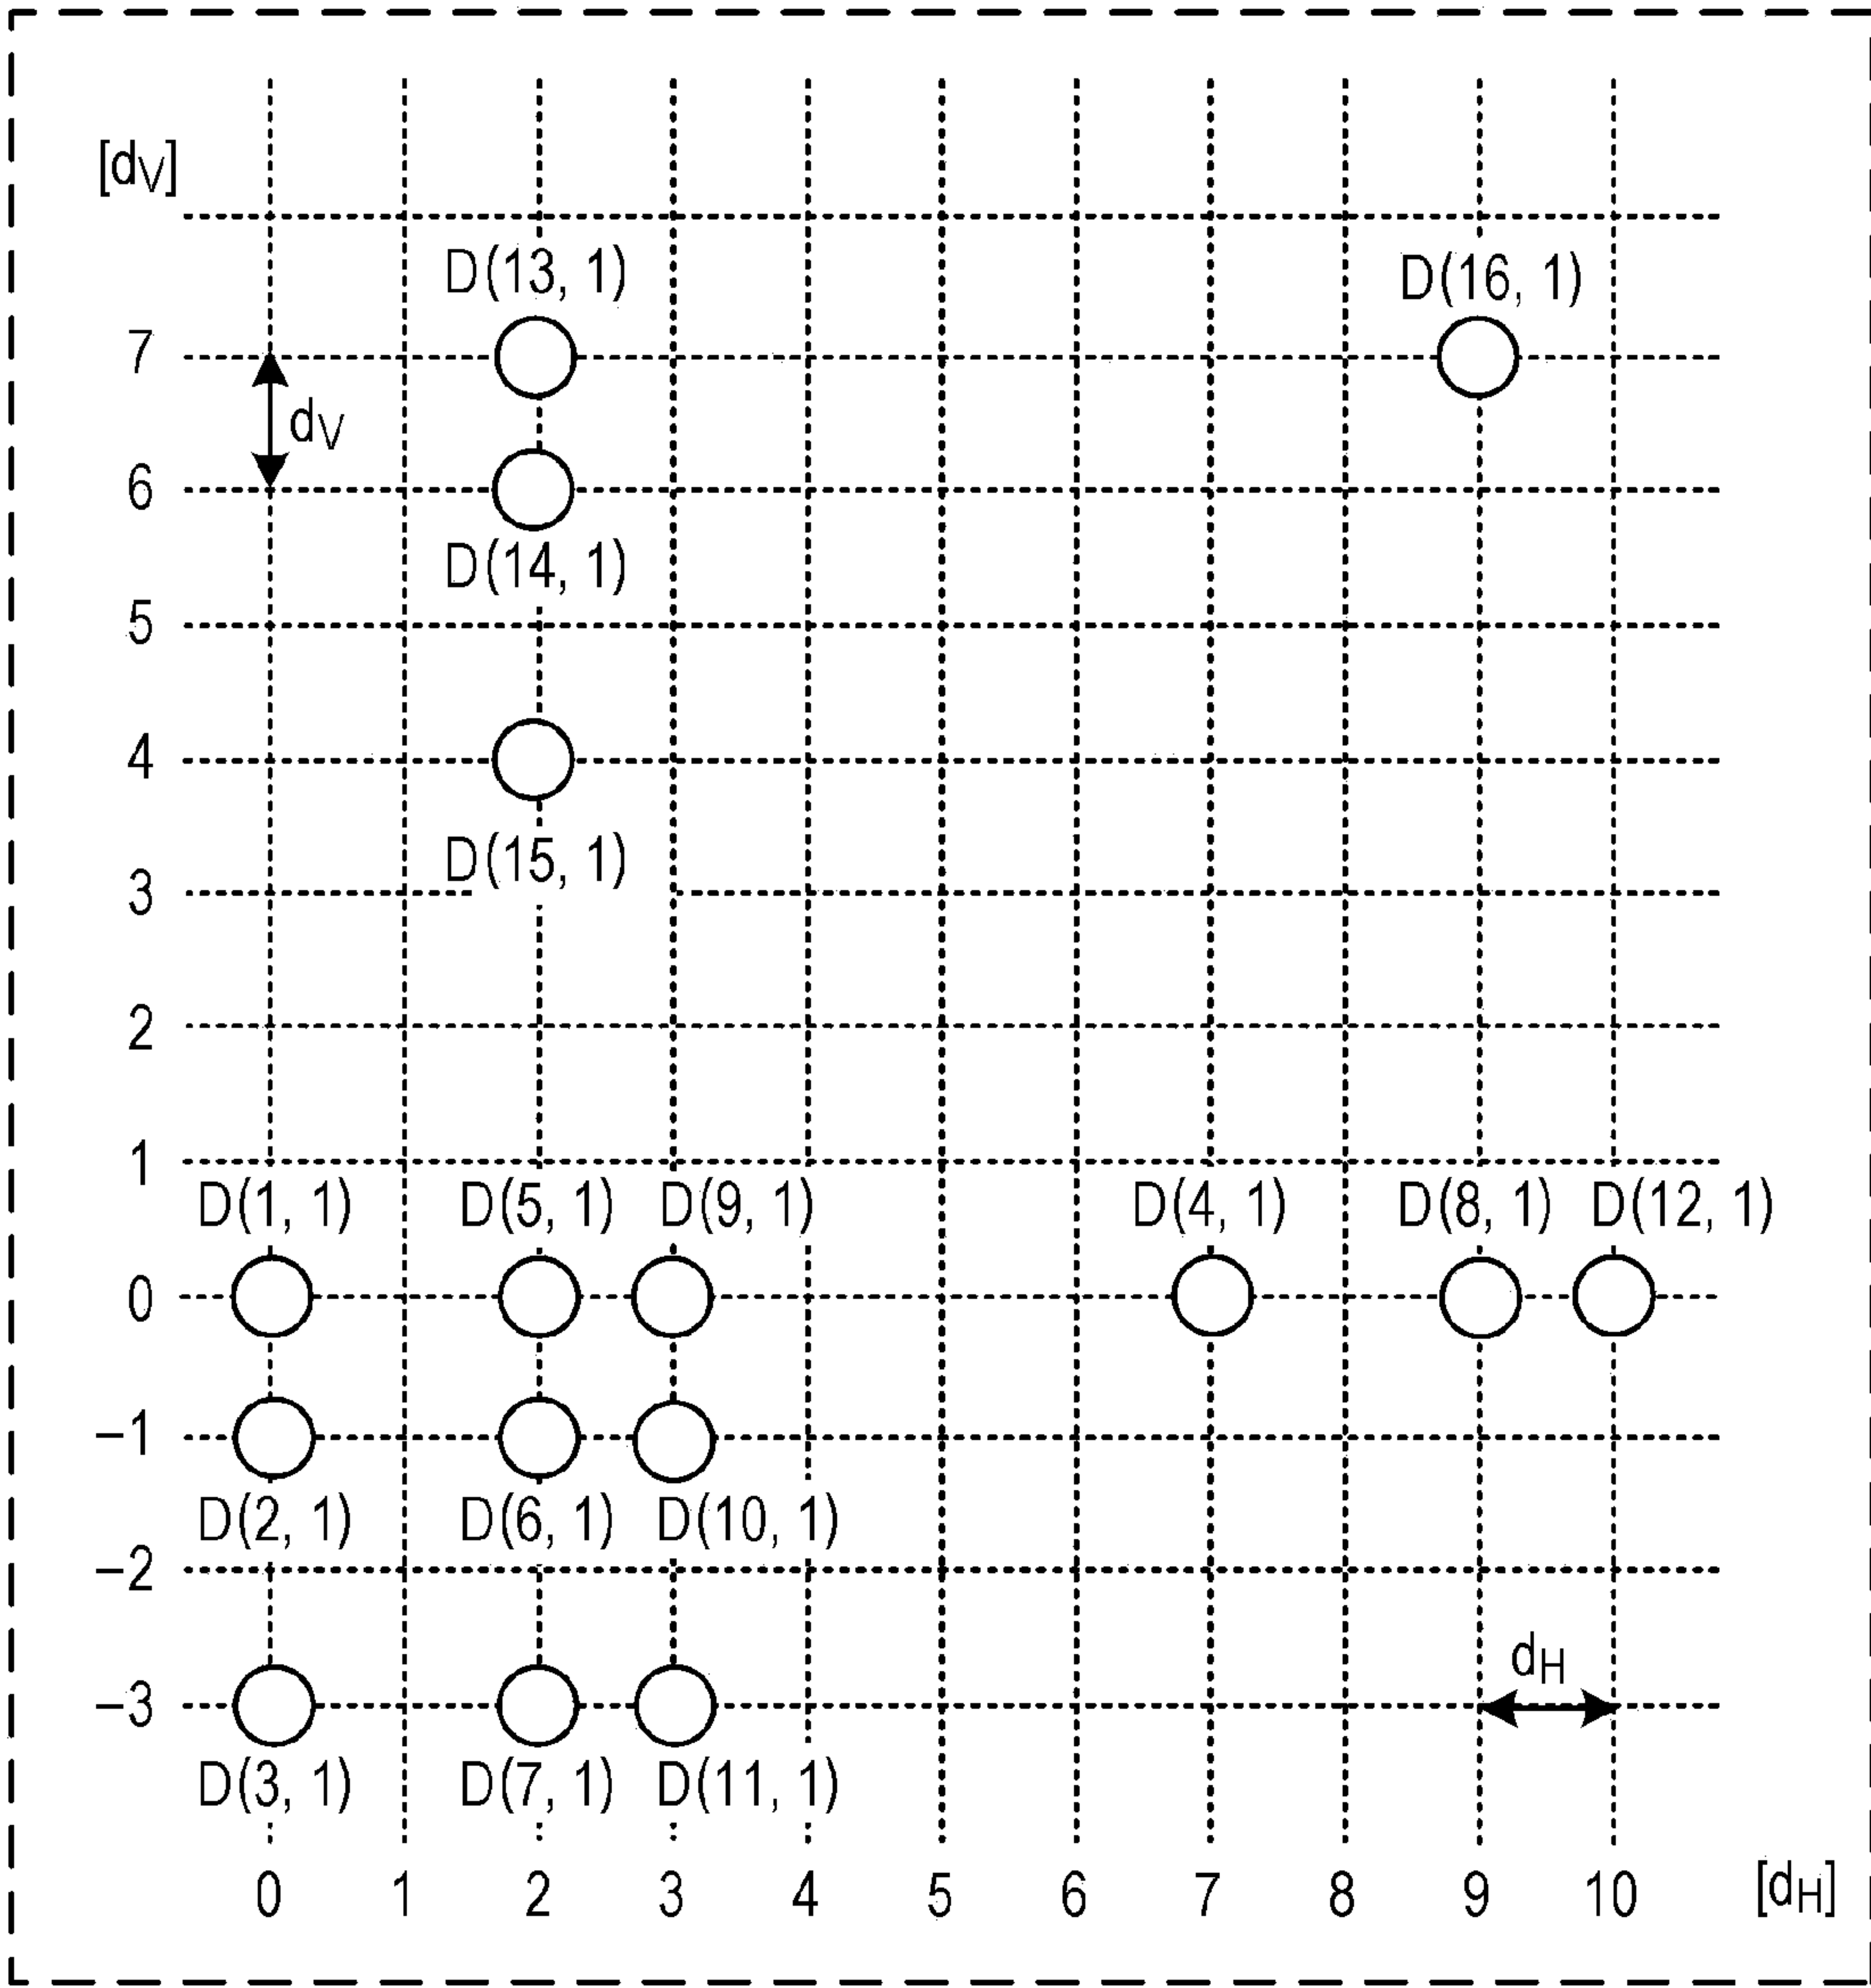 [dV]
D(13, 1) D(16, 1)
7
dV
6
D(14, 1)
5
4
D(15, 1)
3
2
1
D(1, 1) D(5, 1) D(9, 1) D(4, 1) D(8, 1) D(12, 1)
0
−1
D(2, 1) D(6, 1) D(10, 1)
−2
dH
−3
D(3, 1) D(7, 1) D(11, 1)
0 1 2 3 4 5 6 7 8 9 10 [dH]